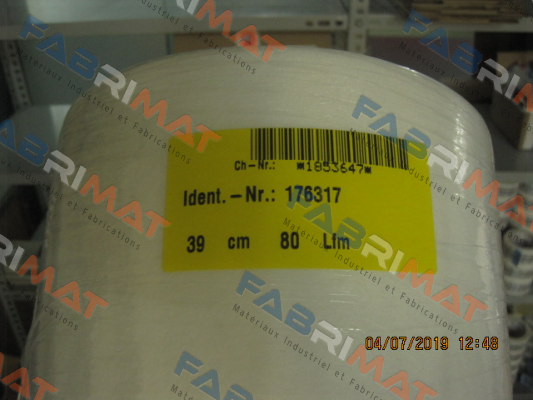 Ch-Nr.: *1853647*
Ident.-Nr.: 176317
39 cm 80 Lfm
04/07/2019 12:48
FABRIMAT
Matériaux Industriel et Fabrications